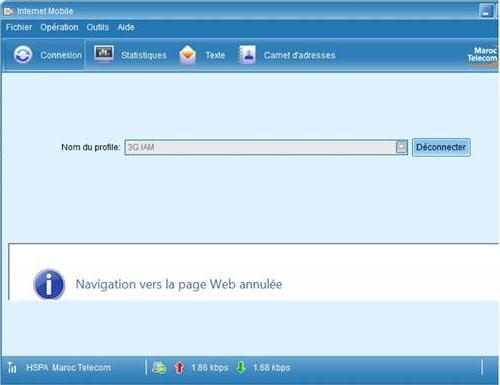 Internet Mobile
Fichier Opération Outils Aide
Connexion Statistiques Texte Carnet d'adresses
Maroc
Telecom
Nom du profile: 3G IAM Déconnecter
Navigation vers la page Web annulée
HSPA Maroc Telecom 1.86 kbps 1.68 kbps